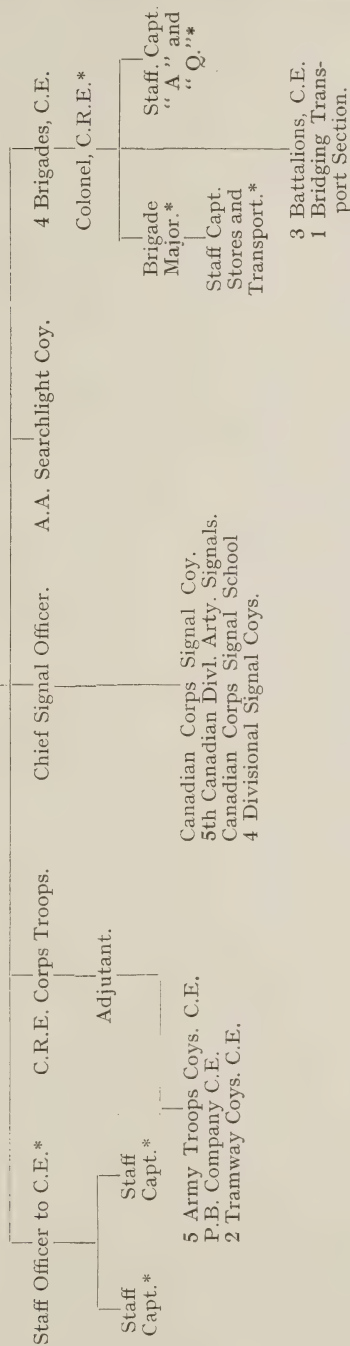 Staff Officer to C.E.*
C.R.E. Corps Troops.
Chief Signal Officer.
A.A. Searchlight Coy.
4 Brigades, C.E.
Colonel, C.R.E.*
Staff
Capt.*
Staff
Capt.*
Adjutant.
5 Army Troops Coys. C.E.
P.B. Company C.E.
2 Tramway Coys. C.E.
Canadian Corps Signal Coy.
5th Canadian Divl. Arty. Signals.
Canadian Corps Signal School
4 Divisional Signal Coys.
Brigade
Major.*
Staff Capt.
Stores and
Transport.*
Staff. Capt.
“ A ” and
“ Q.”*
3 Battalions, C.E.
1 Bridging Trans-
port Section.